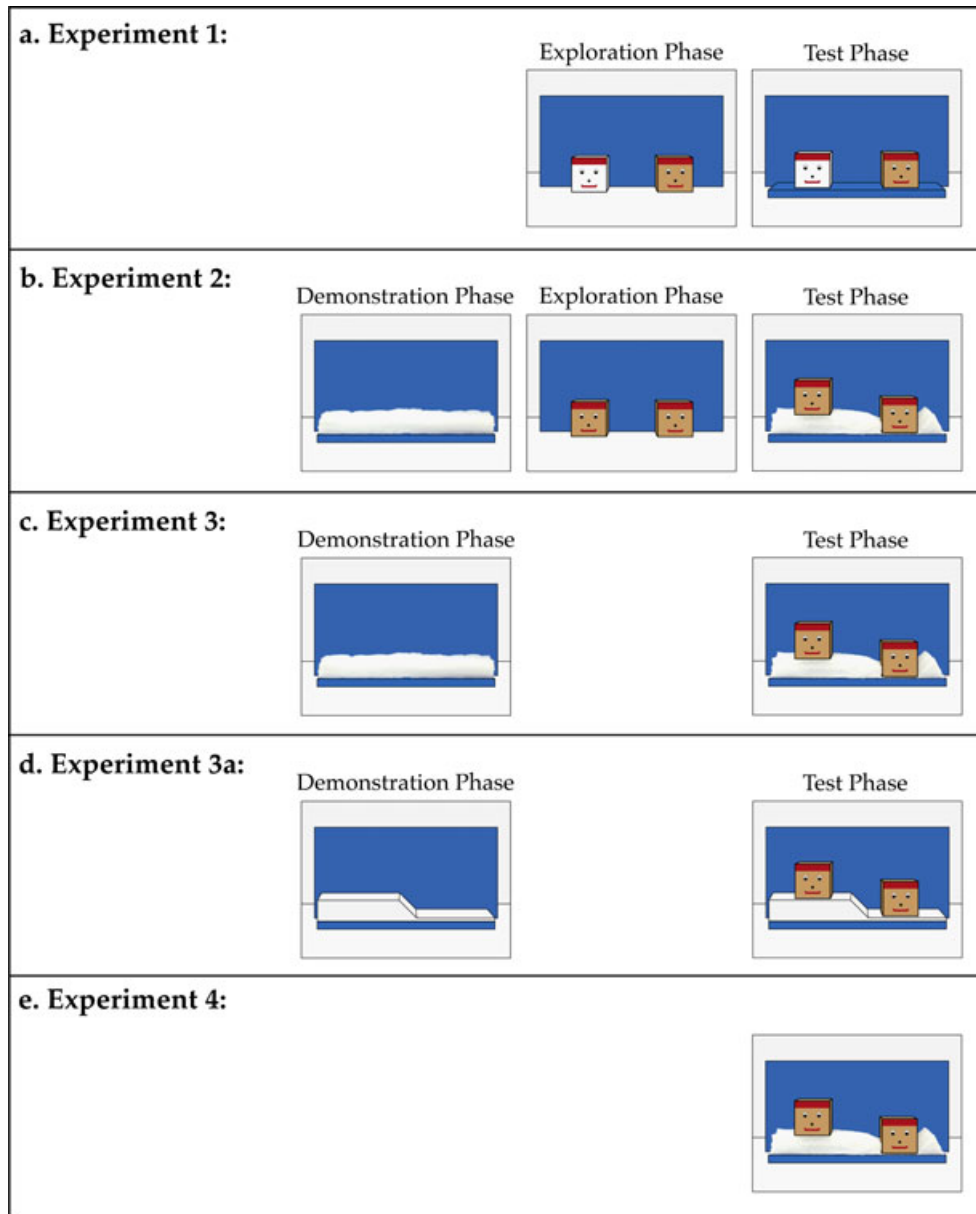 a. Experiment 1:
Exploration Phase Test Phase
b. Experiment 2:
Demonstration Phase Exploration Phase Test Phase
c. Experiment 3:
Demonstration Phase Test Phase
d. Experiment 3a:
Demonstration Phase Test Phase
e. Experiment 4: